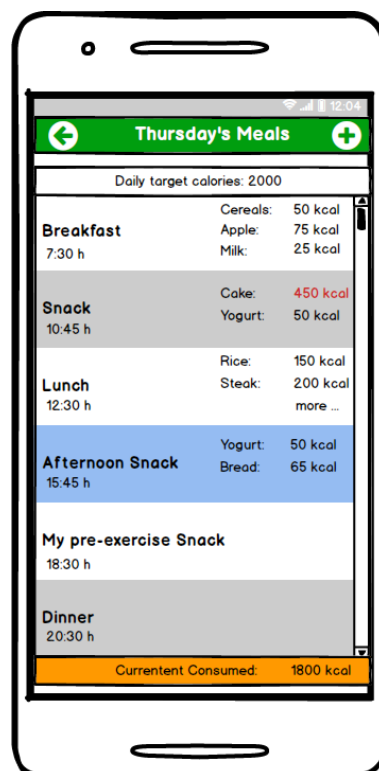 12:04
Thursday's Meals
Daily target calories: 2000
Breakfast
7:30 h
Cereals: 50 kcal
Apple: 75 kcal
Milk: 25 kcal
Snack
10:45 h
Cake: 450 kcal
Yogurt: 50 kcal
Lunch
12:30 h
Rice: 150 kcal
Steak: 200 kcal
more ...
Afternoon Snack
15:45 h
Yogurt: 50 kcal
Bread: 65 kcal
My pre-exercise Snack
18:30 h
Dinner
20:30 h
Currentent Consumed: 1800 kcal